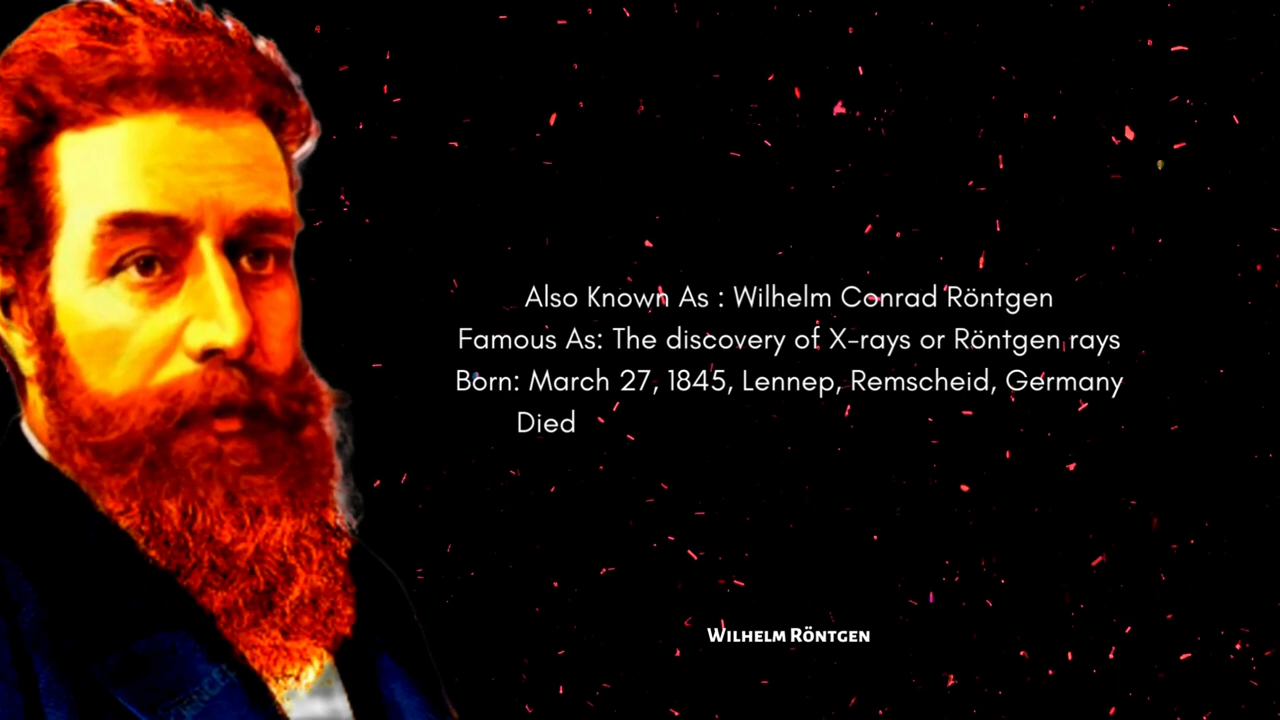 Also Known As : Wilhelm Conrad Röntgen
Famous As: The discovery of X-rays or Röntgen rays
Born: March 27, 1845, Lennep, Remscheid, Germany
Died
Wilhelm Röntgen